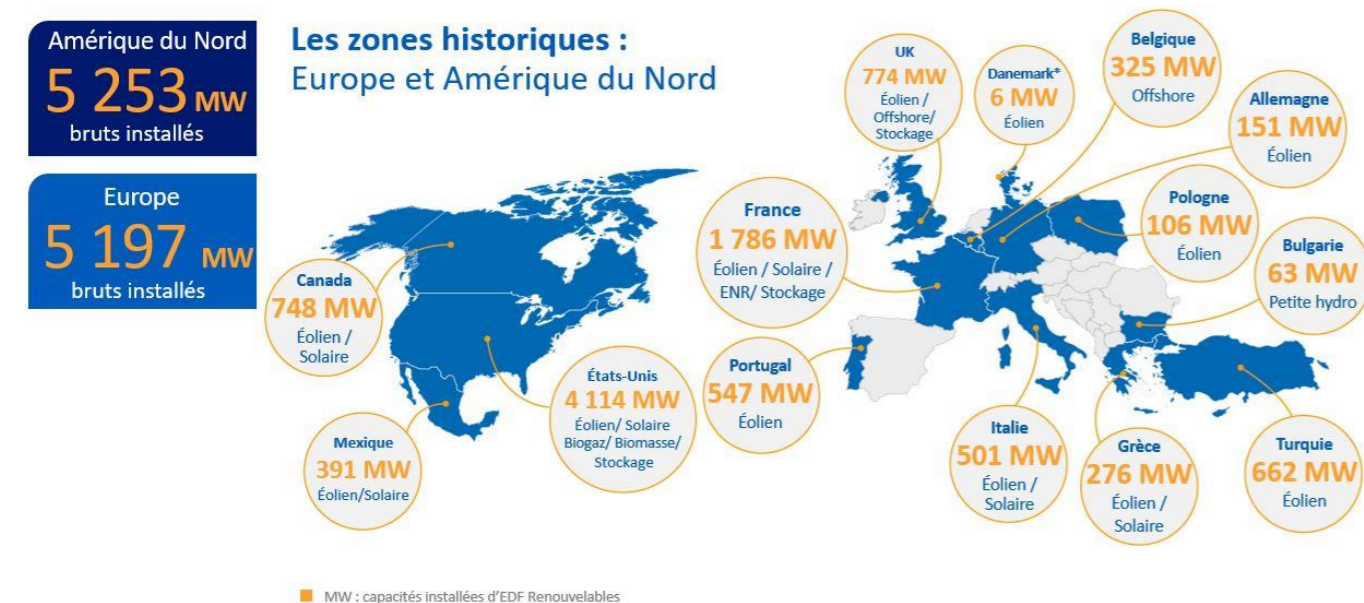 Amérique du Nord
5 253 MW
bruts installés
Europe
5 197 MW
bruts installés
Les zones historiques :
Europe et Amérique du Nord
Canada
748 MW
Éolien /
Solaire
Mexique
391 MW
Éolien/Solaire
États-Unis
4 114 MW
Éolien/ Solaire
Biogaz/ Biomasse/
Stockage
UK
774 MW
Éolien /
Offshore/
Stockage
Danemark*
6 MW
Éolien
Belgique
325 MW
Offshore
Allemagne
151 MW
Éolien
France
1 786 MW
Éolien / Solaire /
ENR/ Stockage
Pologne
106 MW
Éolien
Bulgarie
63 MW
Petite hydro
Portugal
547 MW
Éolien
Italie
501 MW
Éolien /
Solaire
Grèce
276 MW
Éolien /
Solaire
Turquie
662 MW
Éolien
MW : capacités installées d'EDF Renouvelables